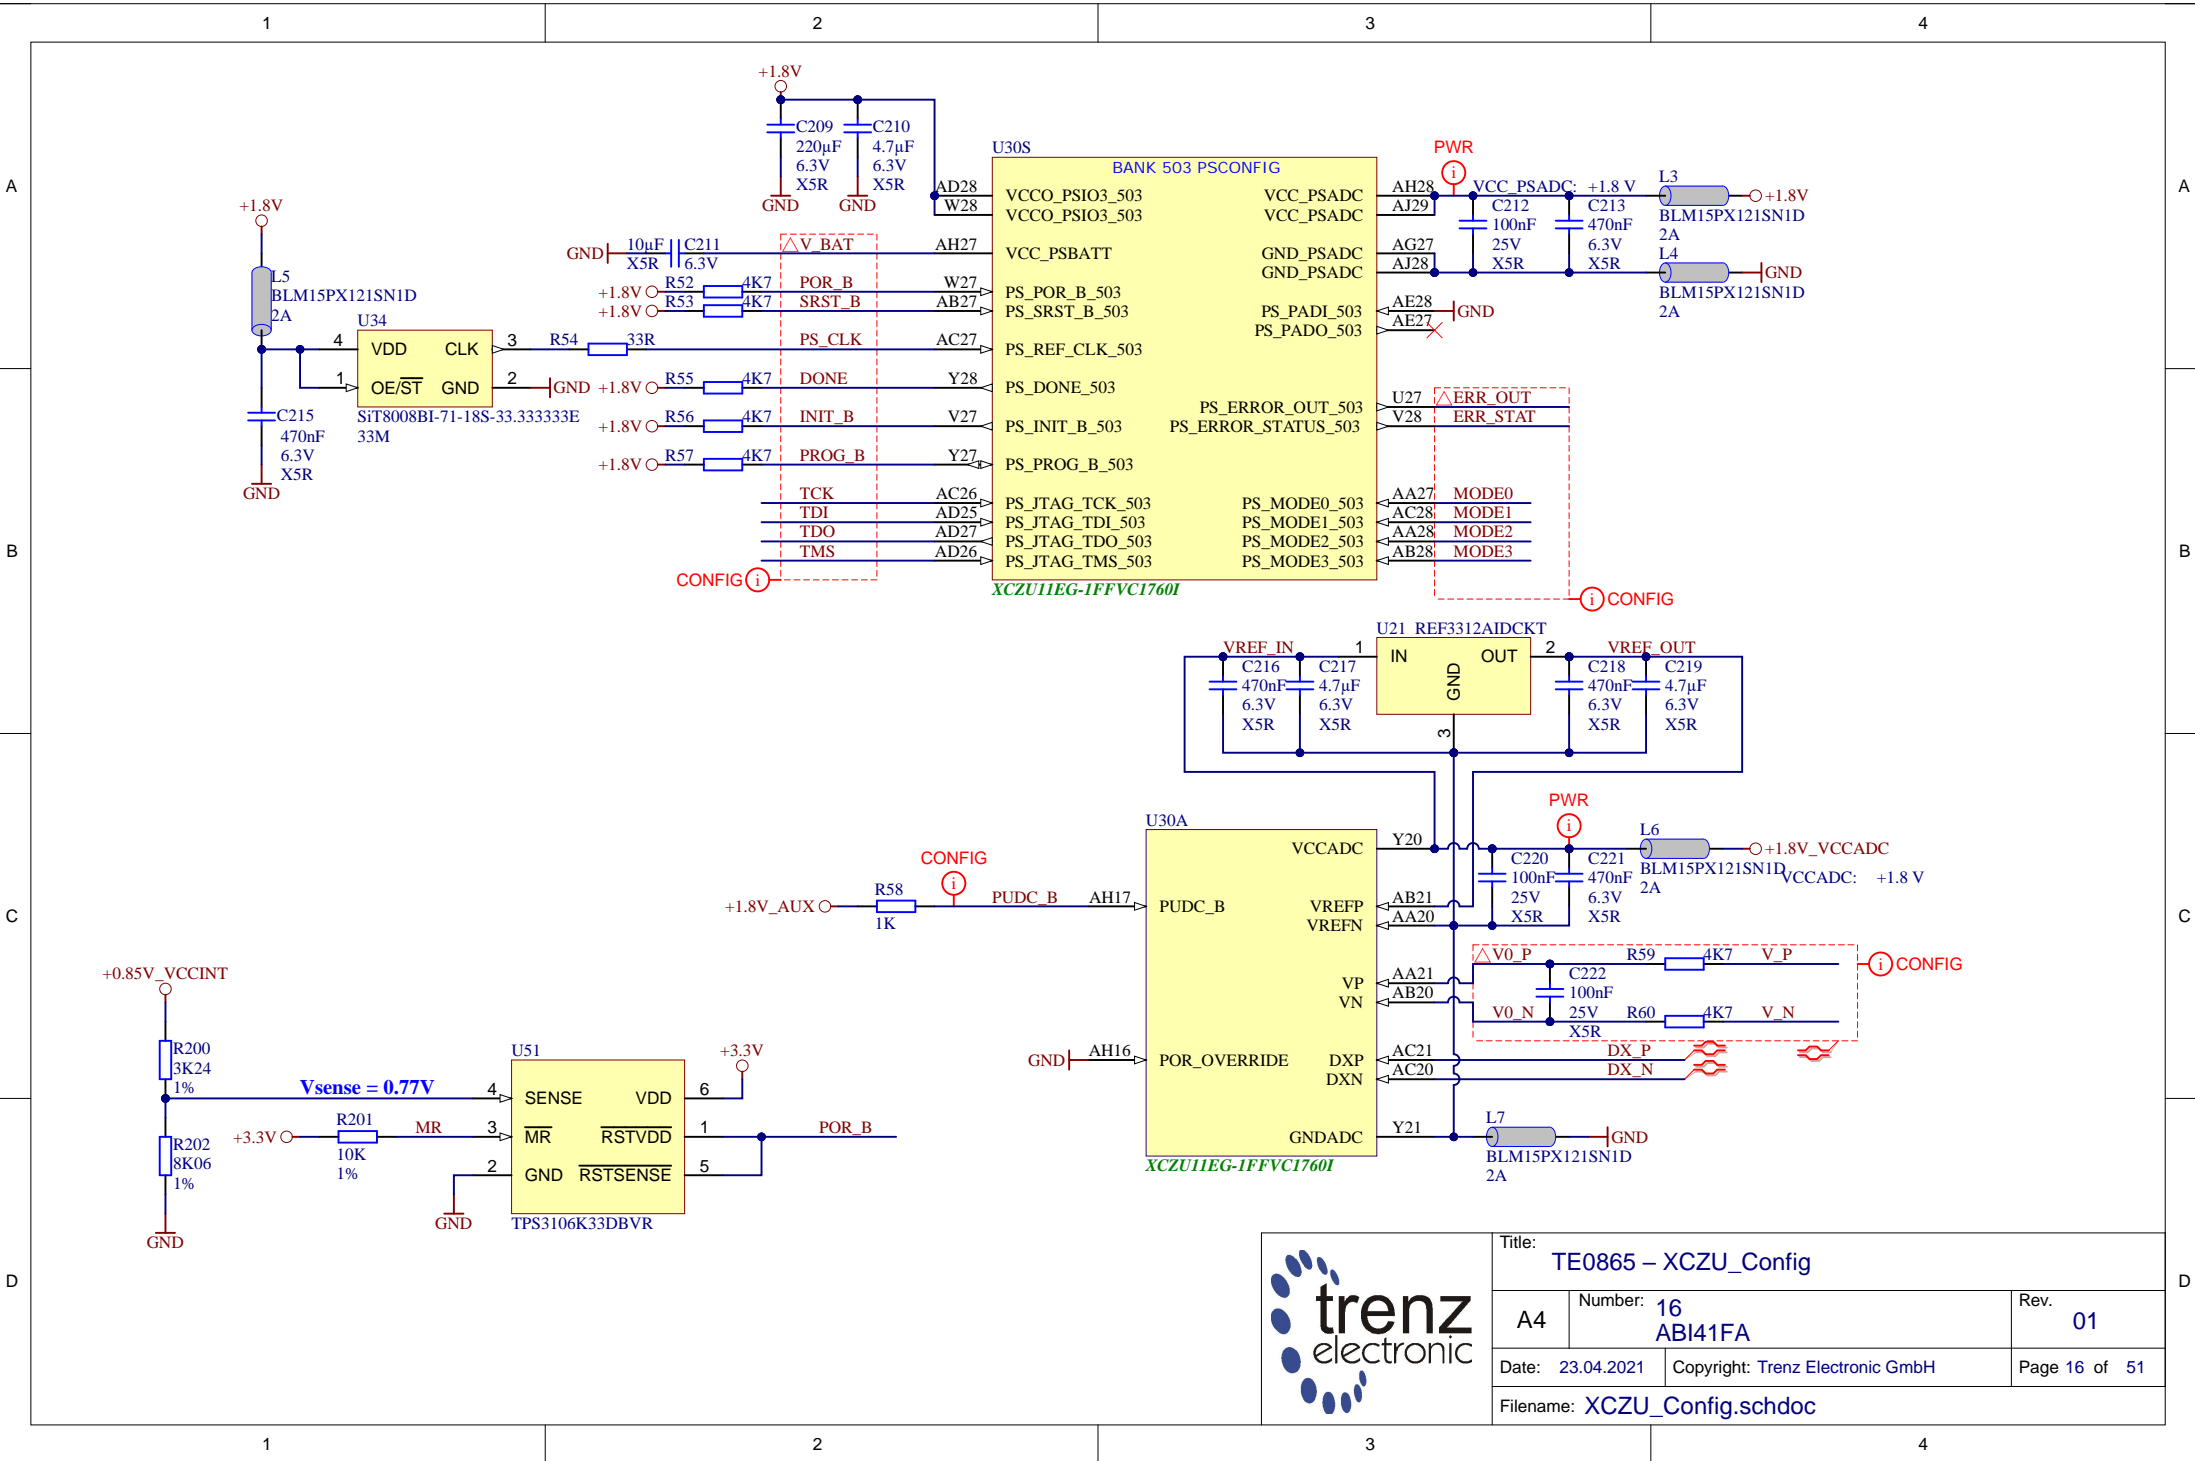 1 2 3 4
A
B
C
D
A
B
C
D
+1.8V
C209
220µF
6.3V
X5R
GND
C210
4.7µF
6.3V
X5R
GND
+1.8V
L5
BLM15PX121SN1D
2A
U34
4 VDD CLK 3
1 OE/ST GND 2
GND
SiT8008BI-71-18S-33.333333E
33M
C215
470nF
6.3V
X5R
GND
GND 10µF C211
X5R 6.3V
V_BAT
+1.8V R52 4K7 POR_B
+1.8V R53 4K7 SRST_B
R54 33R PS_CLK
+1.8V R55 4K7 DONE
+1.8V R56 4K7 INIT_B
+1.8V R57 4K7 PROG_B
TCK
TDI
TDO
TMS
CONFIG i
U30S
BANK 503 PSCONFIG
AD28 VCCO_PSIO3_503
W28 VCCO_PSIO3_503
AH27 VCC_PSBATT
W27 PS_POR_B_503
AB27 PS_SRST_B_503
AC27 PS_REF_CLK_503
Y28 PS_DONE_503
V27 PS_INIT_B_503
Y27 PS_PROG_B_503
AC26 PS_JTAG_TCK_503
AD25 PS_JTAG_TDI_503
AD27 PS_JTAG_TDO_503
AD26 PS_JTAG_TMS_503
VCC_PSADC AH28
VCC_PSADC AJ29
GND_PSADC AG27
GND_PSADC AJ28
PS_PADI_503 AE28 GND
PS_PADO_503 AE27
PS_ERROR_OUT_503 U27 ERR_OUT
PS_ERROR_STATUS_503 V28 ERR_STAT
PS_MODE0_503 AA27 MODE0
PS_MODE1_503 AC28 MODE1
PS_MODE2_503 AA28 MODE2
PS_MODE3_503 AB28 MODE3
XCZU11EG-1FFVC1760I
i CONFIG
PWR
i
VCC_PSADC: +1.8 V
C212
100nF
25V
X5R
C213
470nF
6.3V
X5R
L3
+1.8V
BLM15PX121SN1D
2A
L4
GND
BLM15PX121SN1D
2A
U21 REF3312AIDCKT
VREF_IN 1 IN OUT 2 VREF_OUT
GND
3
C216
470nF
6.3V
X5R
C217
4.7µF
6.3V
X5R
C218
470nF
6.3V
X5R
C219
4.7µF
6.3V
X5R
U30A
VCCADC Y20
PUDC_B
VREFP AB21
VREFN AA20
VP AA21
VN AB20
POR_OVERRIDE
DXP AC21 DX_P
DXN AC20 DX_N
GNDADC Y21
XCZU11EG-1FFVC1760I
CONFIG
i
+1.8V_AUX R58 PUDC_B AH17
1K
GND AH16
PWR
i
C220
100nF
25V
X5R
C221
470nF
6.3V
X5R
L6
+1.8V_VCCADC
BLM15PX121SN1D
2A
VCCADC: +1.8 V
V0_P R59 4K7 V_P
C222
100nF
25V
X5R
V0_N R60 4K7 V_N
i CONFIG
L7
GND
BLM15PX121SN1D
2A
+0.85V_VCCINT
R200
3K24
1%
Vsense = 0.77V
R202
8K06
1%
GND
+3.3V R201 MR
10K
1%
GND
U51
4 SENSE VDD 6
3 MR RSTVDD 1
2 GND RSTSENSE 5
TPS3106K33DBVR
+3.3V
POR_B
trenz
electronic
Title:
TE0865 – XCZU_Config
A4
Number: 16
ABI41FA
Rev.
01
Date: 23.04.2021
Copyright: Trenz Electronic GmbH
Page 16 of 51
Filename: XCZU_Config.schdoc
1 2 3 4